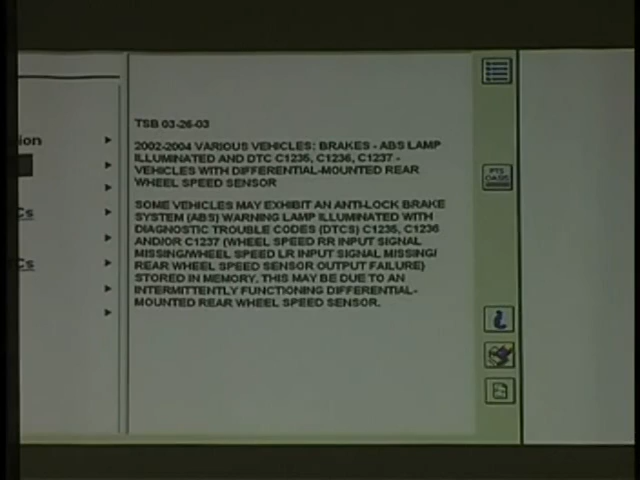 TSB 03-26-03
2002-2004 VARIOUS VEHICLES; BRAKES - ABS LAMP
ILLUMINATED AND DTC C1235, C1236, C1237 -
VEHICLES WITH DIFFERENTIAL-MOUNTED REAR
WHEEL SPEED SENSOR
SOME VEHICLES MAY EXHIBIT AN ANTI-LOCK BRAKE
SYSTEM (ABS) WARNING LAMP ILLUMINATED WITH
DIAGNOSTIC TROUBLE CODES (DTCS) C1235, C1236
AND/OR C1237 (WHEEL SPEED RR INPUT SIGNAL
MISSING/WHEEL SPEED LR INPUT SIGNAL MISSING/
REAR WHEEL SPEED SENSOR OUTPUT FAILURE)
STORED IN MEMORY. THIS MAY BE DUE TO AN
INTERMITTENTLY FUNCTIONING DIFFERENTIAL-
MOUNTED REAR WHEEL SPEED SENSOR.
ion
Cs
Cs
PTS
OASIS